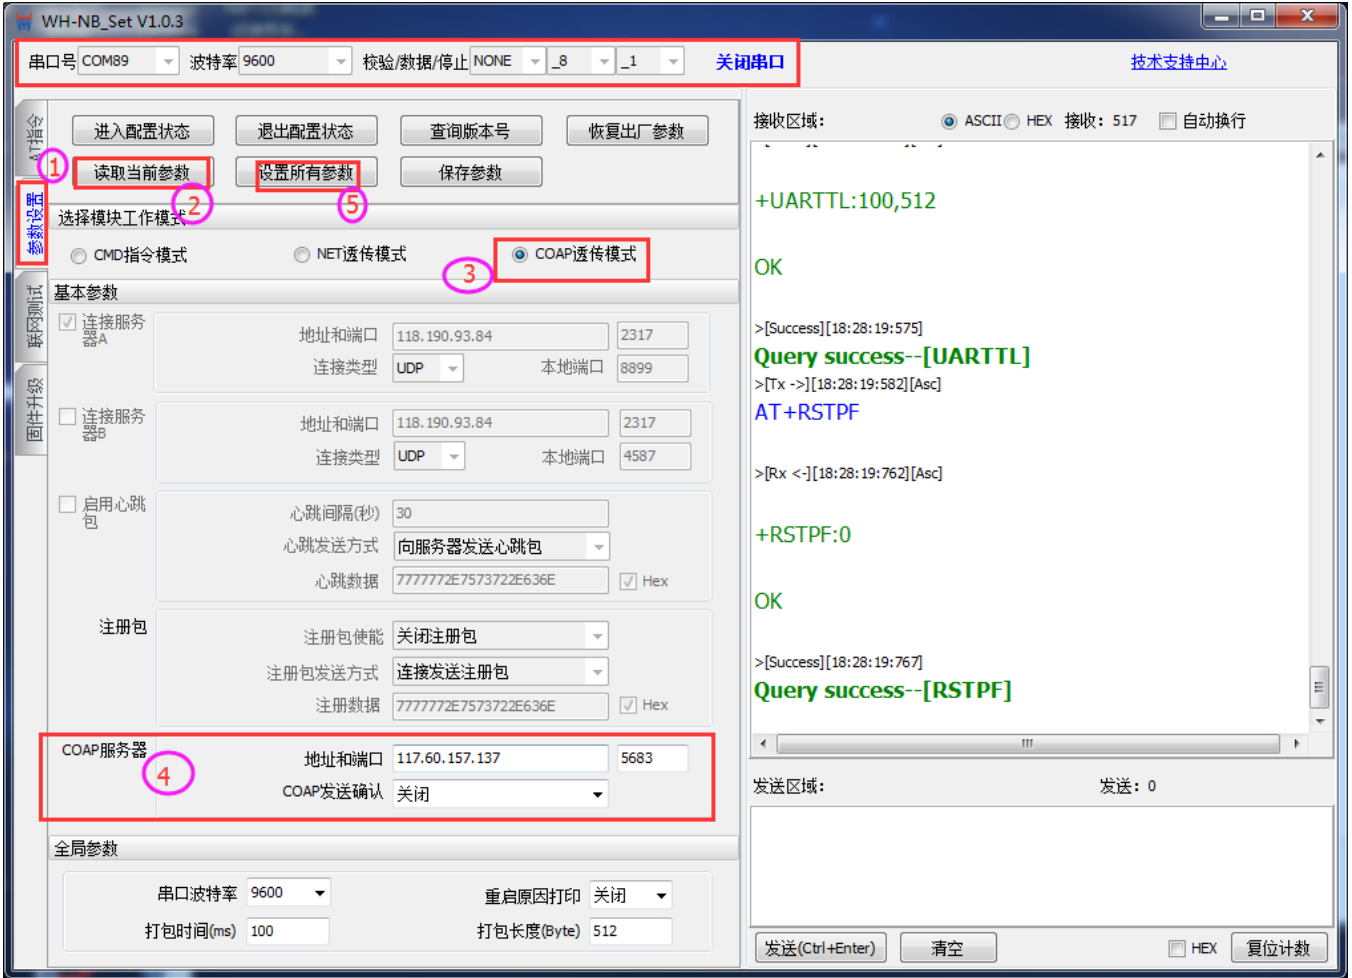 WH-NB_Set V1.0.3
串口号 COM89 波特率 9600 校验/数据/停止 NONE _8 _1 关闭串口 技术支持中心
AT指令
参数设置
联网测试
固件升级
进入配置状态 退出配置状态 查询版本号 恢复出厂参数
读取当前参数 设置所有参数 保存参数
1
2
5
选择模块工作模式
CMD指令模式 NET透传模式 COAP透传模式
3
基本参数
连接服务器A
地址和端口 118.190.93.84 2317
连接类型 UDP 本地端口 8899
连接服务器B
地址和端口 118.190.93.84 2317
连接类型 UDP 本地端口 4587
启用心跳包
心跳间隔(秒) 30
心跳发送方式 向服务器发送心跳包
心跳数据 7777772E7573722E636E Hex
注册包
注册包使能 关闭注册包
注册包发送方式 连接发送注册包
注册数据 7777772E7573722E636E Hex
COAP服务器
4
地址和端口 117.60.157.137 5683
COAP发送确认 关闭
全局参数
串口波特率 9600 重启原因打印 关闭
打包时间(ms) 100 打包长度(Byte) 512
接收区域: ASCII HEX 接收: 517 自动换行
+UARTTL:100,512
OK
>[Success][18:28:19:575]
Query success--[UARTTL]
>[Tx ->][18:28:19:582][Asc]
AT+RSTPF
>[Rx <-][18:28:19:762][Asc]
+RSTPF:0
OK
>[Success][18:28:19:767]
Query success--[RSTPF]
发送区域: 发送: 0
发送(Ctrl+Enter) 清空 HEX 复位计数